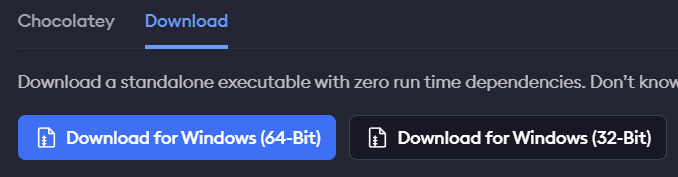 Chocolatey Download
Download a standalone executable with zero run time dependencies. Don't know
Download for Windows (64-Bit) Download for Windows (32-Bit)